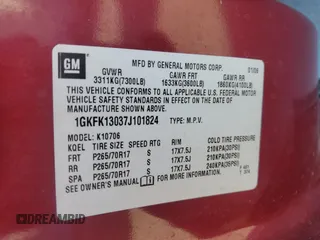 GM
MFD BY GENERAL MOTORS CORP.
GVWR GAWR FRT GAWR RR
3311KG(7300LB) 1633KG(3600LB) 1860KG(4100LB)
THIS VEHICLE CONFORMS TO ALL APPLICABLE U.S. FEDERAL
MOTOR VEHICLE SAFETY STANDARDS IN EFFECT ON THE DATE OF
MANUFACTURE SHOWN ABOVE.
1GKFK13037J101824 TYPE: M.P.V.
MODEL: K10706
TIRE SIZE SPEED RTG RIM COLD TIRE PRESSURE
FRT P265/70R17 S 17X7.5J 210KPA(30PSI)
RR P265/70R17 S 17X7.5J 210KPA(30PSI)
SPA P265/70R17 S 17X7.5J 240KPA(35PSI)
SEE OWNER'S MANUAL FOR MORE INFORMATION.
DREAMBID